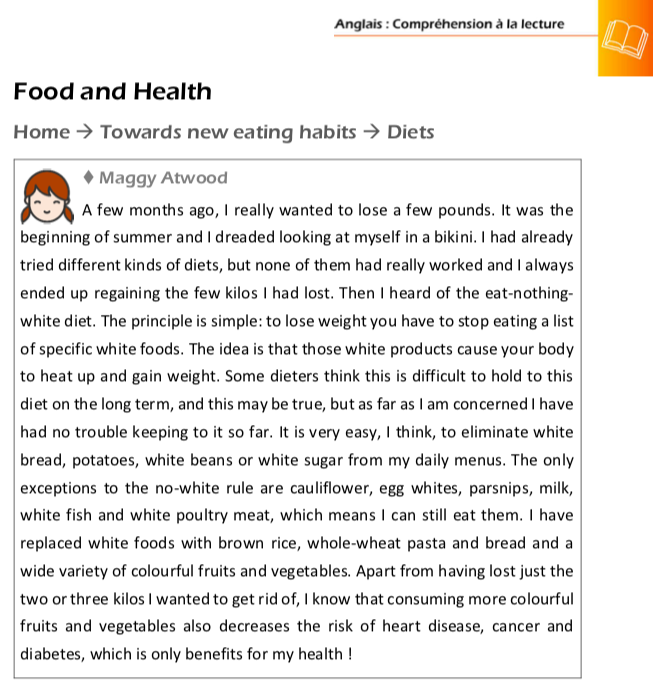 Anglais : Compréhension à la lecture
Food and Health
Home → Towards new eating habits → Diets
♦ Maggy Atwood
A few months ago, I really wanted to lose a few pounds. It was the
beginning of summer and I dreaded looking at myself in a bikini. I had already
tried different kinds of diets, but none of them had really worked and I always
ended up regaining the few kilos I had lost. Then I heard of the eat-nothing-
white diet. The principle is simple: to lose weight you have to stop eating a list
of specific white foods. The idea is that those white products cause your body
to heat up and gain weight. Some dieters think this is difficult to hold to this
diet on the long term, and this may be true, but as far as I am concerned I have
had no trouble keeping to it so far. It is very easy, I think, to eliminate white
bread, potatoes, white beans or white sugar from my daily menus. The only
exceptions to the no-white rule are cauliflower, egg whites, parsnips, milk,
white fish and white poultry meat, which means I can still eat them. I have
replaced white foods with brown rice, whole-wheat pasta and bread and a
wide variety of colourful fruits and vegetables. Apart from having lost just the
two or three kilos I wanted to get rid of, I know that consuming more colourful
fruits and vegetables also decreases the risk of heart disease, cancer and
diabetes, which is only benefits for my health !